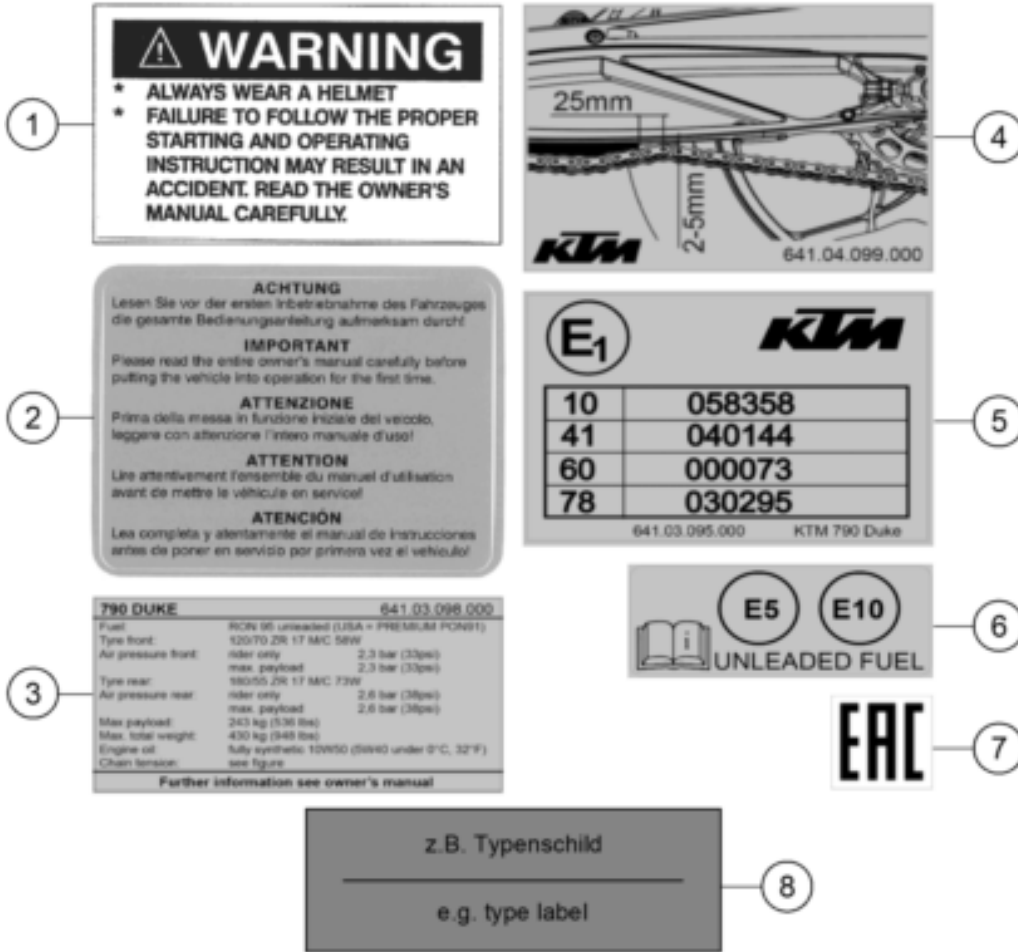 1
⚠ WARNING
* ALWAYS WEAR A HELMET
* FAILURE TO FOLLOW THE PROPER
STARTING AND OPERATING
INSTRUCTION MAY RESULT IN AN
ACCIDENT. READ THE OWNER'S
MANUAL CAREFULLY.
25mm
2-5mm
KTM
641.04.099.000
4
2
ACHTUNG
Lesen Sie vor der ersten Inbetriebnahme des Fahrzeuges
die gesamte Bedienungsanleitung aufmerksam durch!
IMPORTANT
Please read the entire owner's manual carefully before
putting the vehicle into operation for the first time.
ATTENZIONE
Prima della messa in funzione iniziale del veicolo,
leggere con attenzione l'intero manuale d'uso!
ATTENTION
Lire attentivement l'ensemble du manuel d'utilisation
avant de mettre le véhicule en service!
ATENCIÓN
Lea completa y atentamente el manual de instrucciones
antes de poner en servicio por primera vez el vehiculo!
E1
KTM
10 058358
41 040144
60 000073
78 030295
641.03.095.000 KTM 790 Duke
5
3
790 DUKE 641.03.098.000
Fuel: RON 95 unleaded (USA = PREMIUM PON91)
Tyre front: 120/70 ZR 17 M/C 58W
Air pressure front: rider only 2,3 bar (33psi)
max. payload 2,3 bar (33psi)
Tyre rear: 180/55 ZR 17 M/C 73W
Air pressure rear: rider only 2,6 bar (38psi)
max. payload 2,6 bar (38psi)
Max payload: 243 kg (536 lbs)
Max. total weight: 430 kg (948 lbs)
Engine oil: fully synthetic 10W50 (5W40 under 0°C, 32°F)
Chain tension: see figure
Further information see owner's manual
E5 E10
i
UNLEADED FUEL
6
EAC
7
z.B. Typenschild
e.g. type label
8